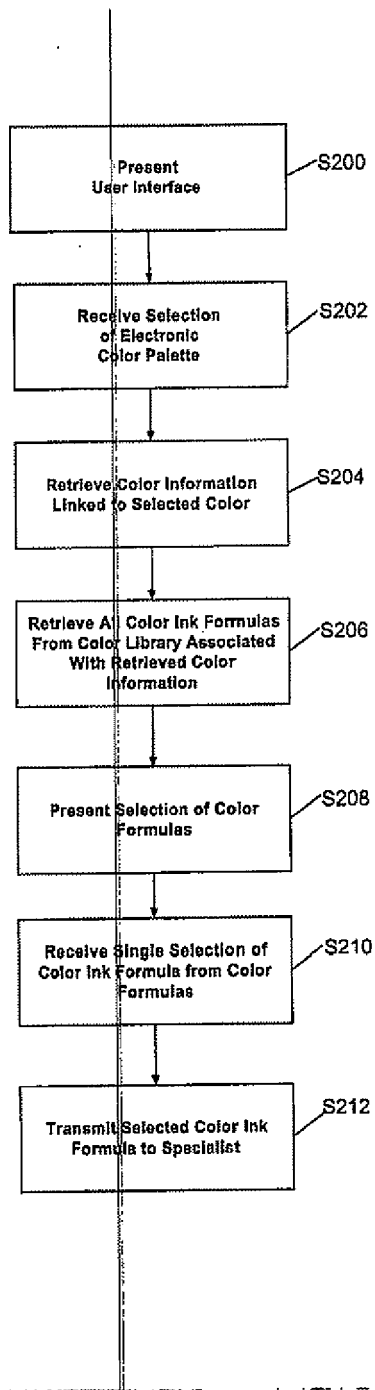 Present
User Interface
S200
Receive Selection
of Electronic
Color Palette
S202
Retrieve Color Information
Linked to Selected Color
S204
Retrieve All Color Ink Formulas
From Color Library Associated
With Retrieved Color
Information
S206
Present Selection of Color
Formulas
S208
Receive Single Selection of
Color Ink Formula from Color
Formulas
S210
Transmit Selected Color Ink
Formula to Specialist
S212